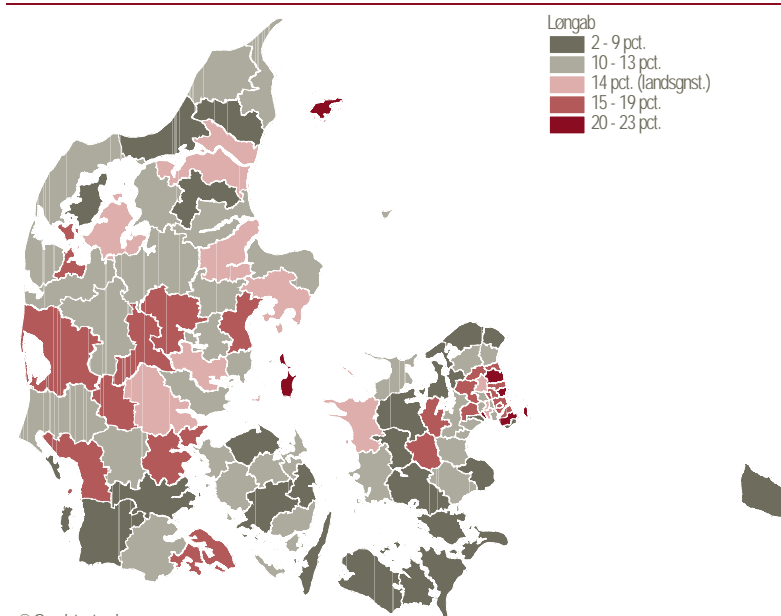 Løngab
2 - 9 pct.
10 - 13 pct.
14 pct. (landsgnst.)
15 - 19 pct.
20 - 23 pct.